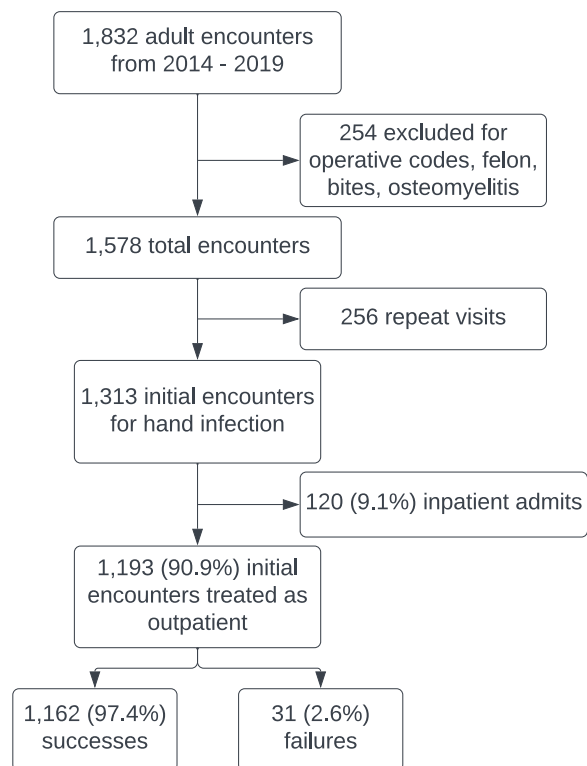 1,832 adult encounters
from 2014 - 2019
254 excluded for
operative codes, felon,
bites, osteomyelitis
1,578 total encounters
256 repeat visits
1,313 initial encounters
for hand infection
120 (9.1%) inpatient admits
1,193 (90.9%) initial
encounters treated as
outpatient
1,162 (97.4%)
successes
31 (2.6%)
failures